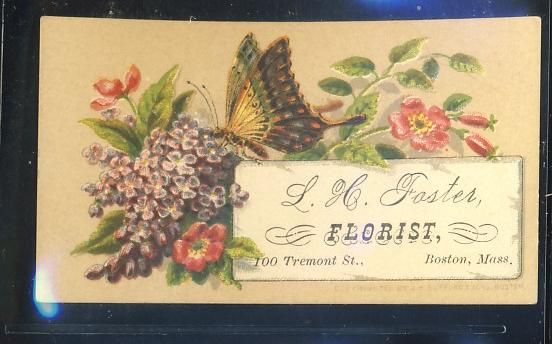 L. H. Foster,
FLORIST,
100 Tremont St., Boston, Mass.